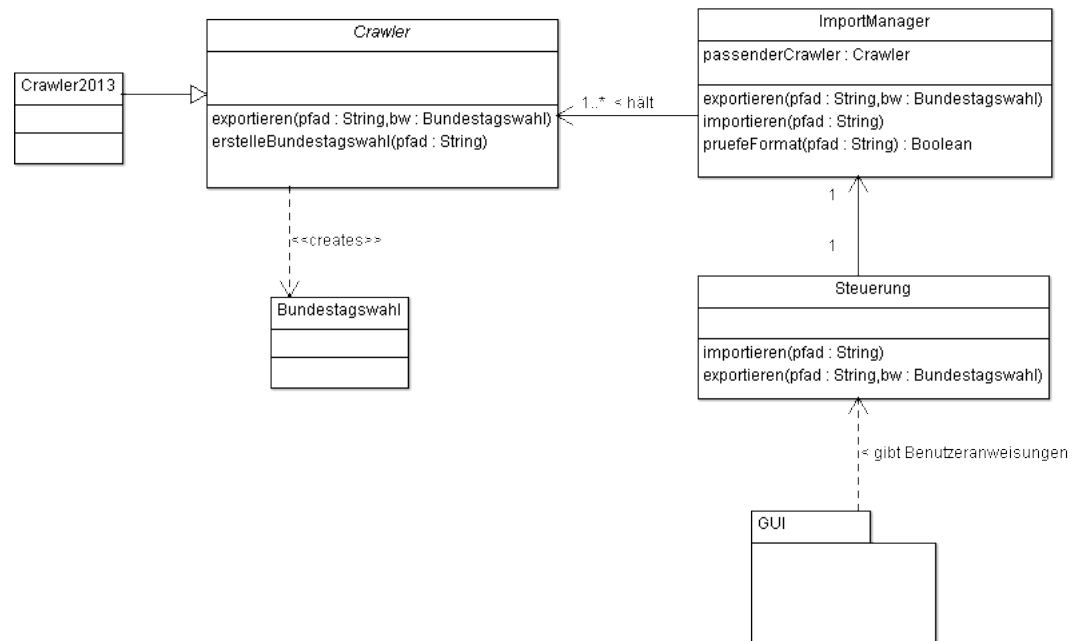 Crawler
exportieren(pfad : String,bw : Bundestagswahl)
erstelleBundestagswahl(pfad : String)
ImportManager
passenderCrawler : Crawler
exportieren(pfad : String,bw : Bundestagswahl)
importieren(pfad : String)
pruefeFormat(pfad : String) : Boolean
Crawler2013
1..* < hält
1
1
<<creates>>
Bundestagswahl
Steuerung
importieren(pfad : String)
exportieren(pfad : String,bw : Bundestagswahl)
< gibt Benutzeranweisungen
GUI